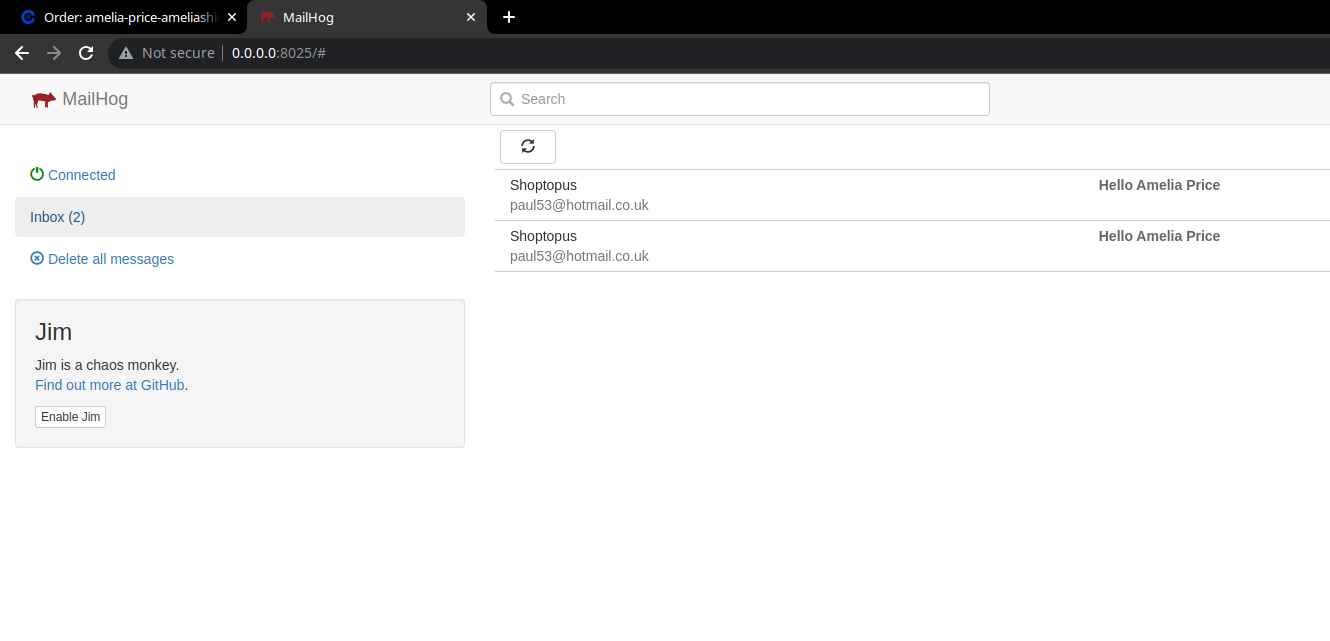 Order: amelia-price-ameliashi
MailHog
Not secure
0.0.0.0:8025/#
MailHog
Search
Connected
Inbox (2)
Delete all messages
Shoptopus
paul53@hotmail.co.uk
Hello Amelia Price
Shoptopus
paul53@hotmail.co.uk
Hello Amelia Price
Jim
Jim is a chaos monkey.
Find out more at GitHub.
Enable Jim